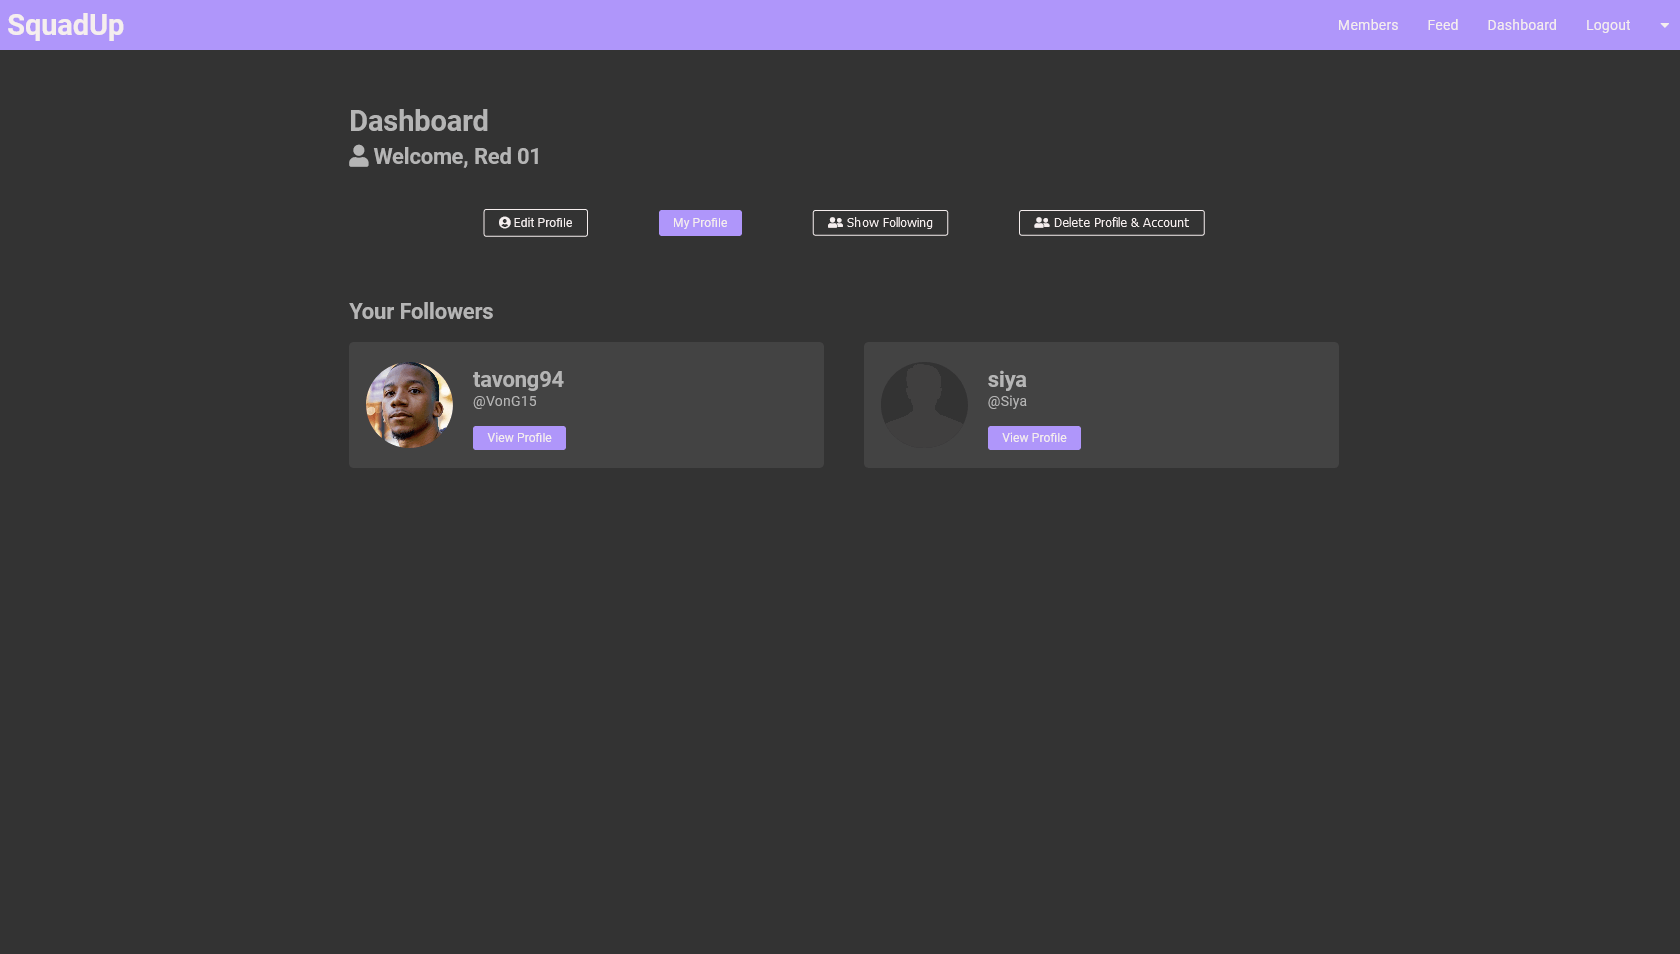 SquadUp
Members Feed Dashboard Logout
Dashboard
Welcome, Red 01
Edit Profile My Profile Show Following Delete Profile & Account
Your Followers
tavong94
@VonG15
View Profile
siya
@Siya
View Profile